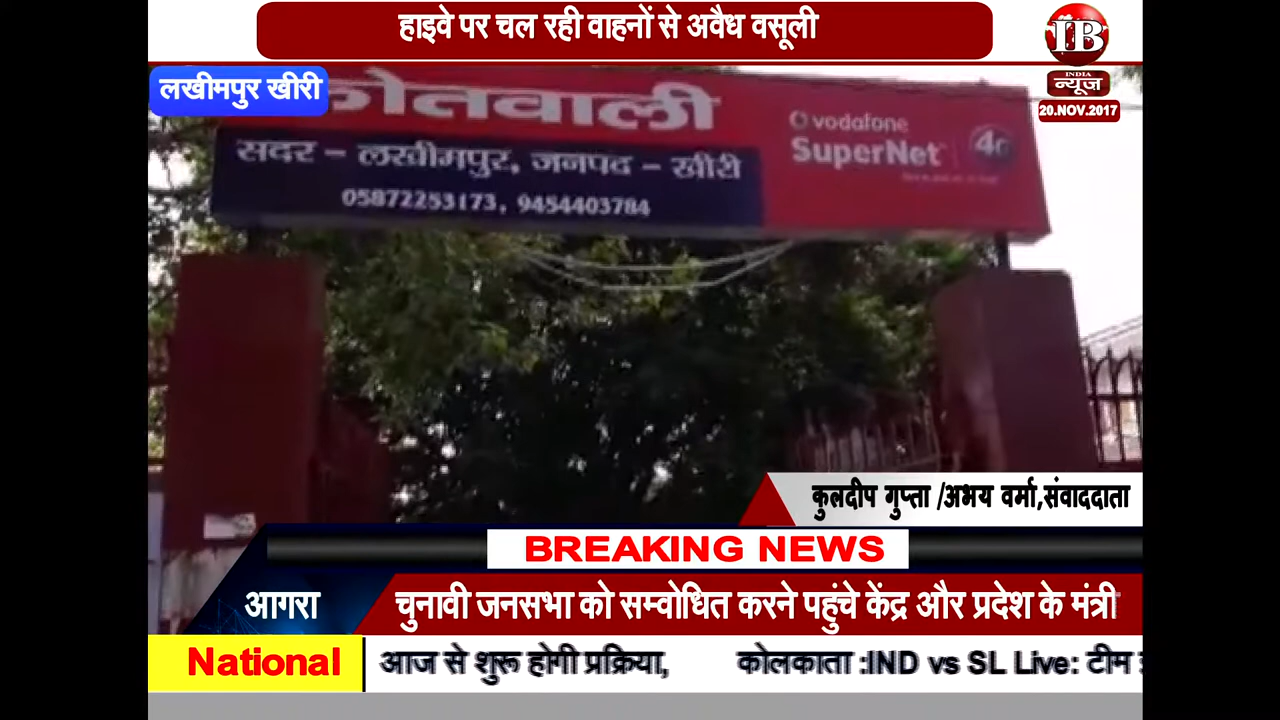 हाइवे पर चल रही वाहनों से अवैध वसूली
IB
INDIA
न्यूज़
20.NOV.2017
लखीमपुर खीरी
कोतवाली
सदर - लखीमपुर, जनपद - खीरी
05872253173, 9454403784
vodafone
SuperNet
4G
कुलदीप गुप्ता /अभय वर्मा,संवाददाता
BREAKING NEWS
आगरा
चुनावी जनसभा को सम्वोधित करने पहुंचे केंद्र और प्रदेश के मंत्री
National
आज से शुरू होगी प्रक्रिया, कोलकाता :IND vs SL Live: टीम